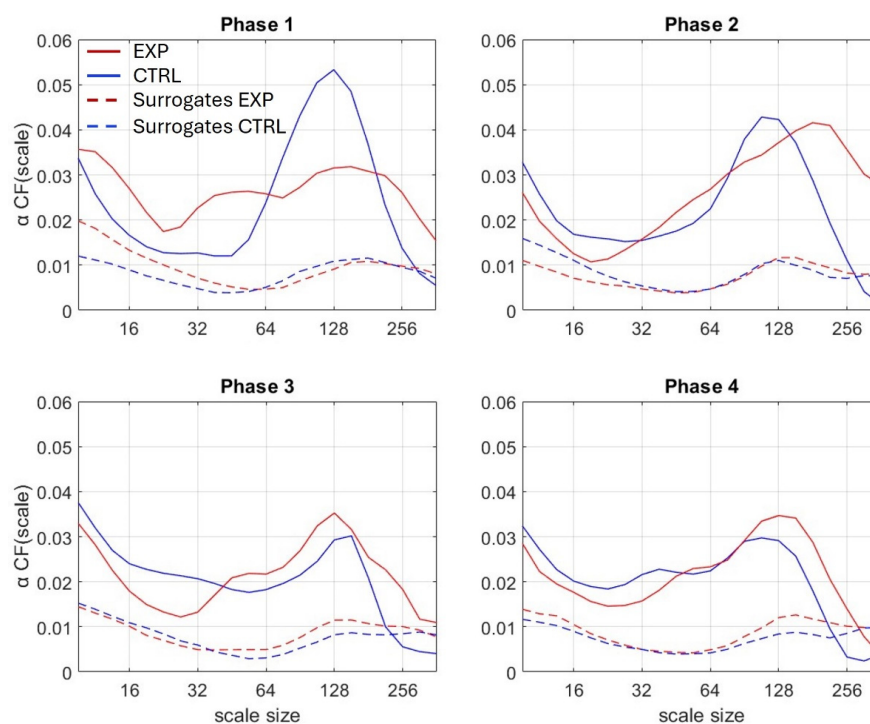 Phase 1
0.06
0.05
0.04
0.03
0.02
0.01
0
α CF(scale)
EXP
CTRL
Surrogates EXP
Surrogates CTRL
16 32 64 128 256
Phase 2
0.06
0.05
0.04
0.03
0.02
0.01
0
16 32 64 128 256
Phase 3
0.06
0.05
0.04
0.03
0.02
0.01
0
α CF(scale)
16 32 64 128 256
scale size
Phase 4
0.06
0.05
0.04
0.03
0.02
0.01
0
16 32 64 128 256
scale size